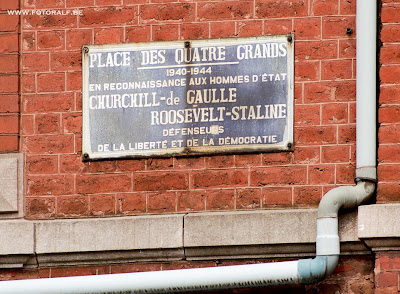 WWW.FOTORALF.BE
PLACE DES QUATRE GRANDS
1940-1944
EN RECONNAISSANCE AUX HOMMES D'ÉTAT
CHURCHILL-de GAULLE
ROOSEVELT-STALINE
DÉFENSEURS
DE LA LIBERTÉ ET DE LA DÉMOCRATIE